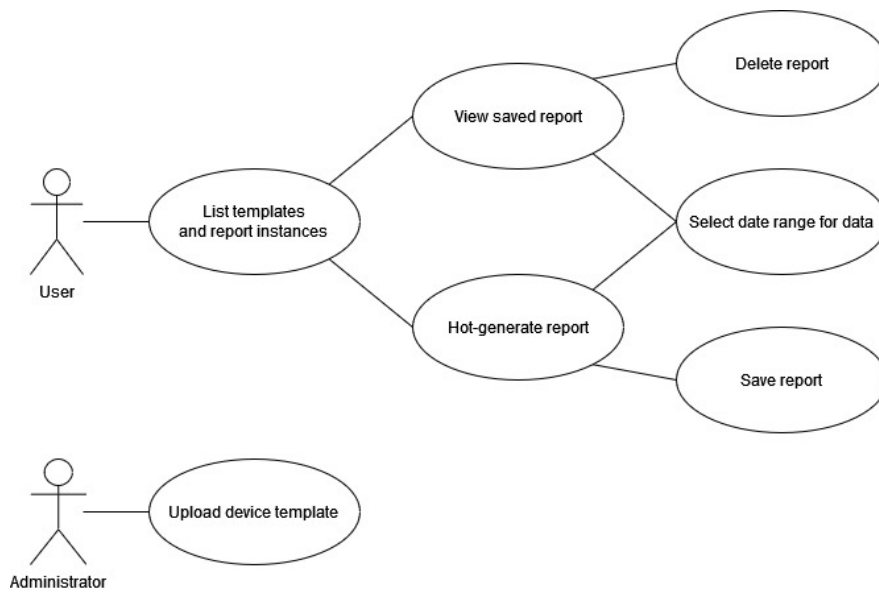 Delete report
View saved report
List templates
and report instances
Select date range for data
User
Hot-generate report
Save report
Upload device template
Administrator